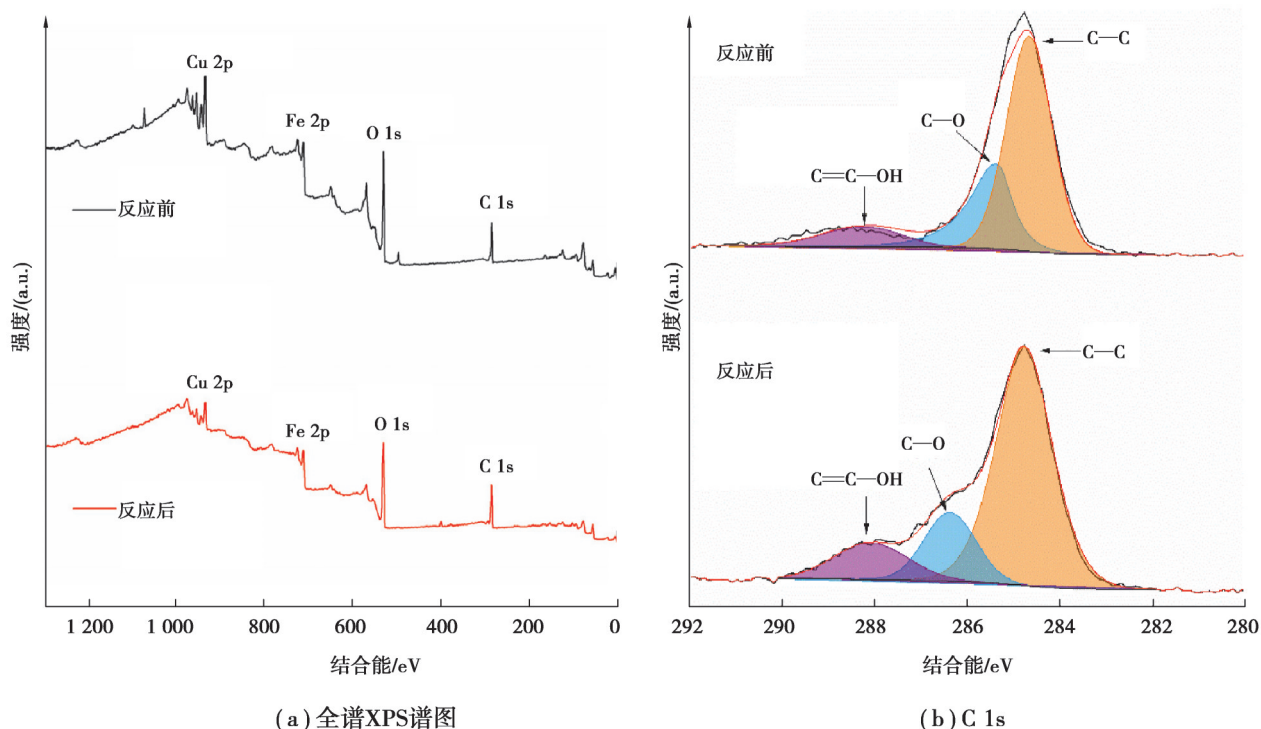 Cu 2p
Fe 2p
O 1s
C 1s
反应前
Cu 2p
Fe 2p
O 1s
C 1s
反应后
强度/(a.u.)
1 200
1 000
800
600
400
200
0
结合能/eV
(a)全谱XPS谱图
反应前
C—C
C—O
C=C—OH
反应后
C—C
C—O
C=C—OH
强度/(a.u.)
292
290
288
286
284
282
280
结合能/eV
(b)C 1s